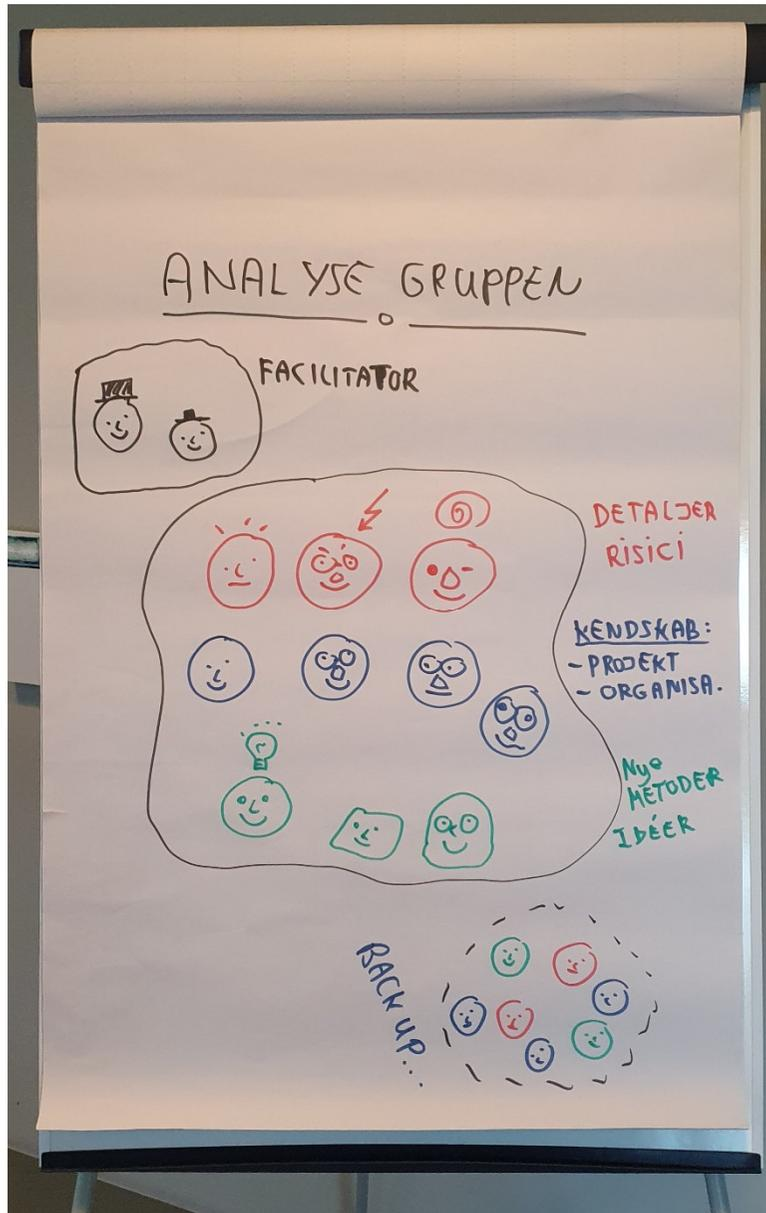 ANALYSE GRUPPEN
FACILITATOR
DETALJER
RISICI
KENDSKAB:
- PROJEKT
- ORGANISA.
Nye
METODER
IDÉER
BACK UP....